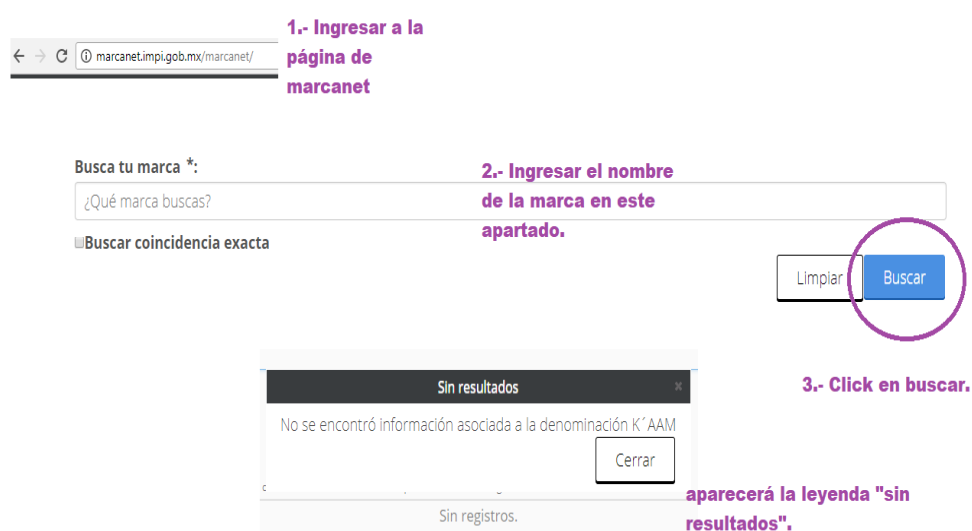 1.- Ingresar a la
página de
marcanet
marcanet.impi.gob.mx/marcanet/
Busca tu marca *:
2.- Ingresar el nombre
de la marca en este
apartado.
¿Qué marca buscas?
Buscar coincidencia exacta
Limpiar
Buscar
3.- Click en buscar.
Sin resultados ×
No se encontró información asociada a la denominación K´AAM
Cerrar
Sin registros.
aparecerá la leyenda "sin
resultados".